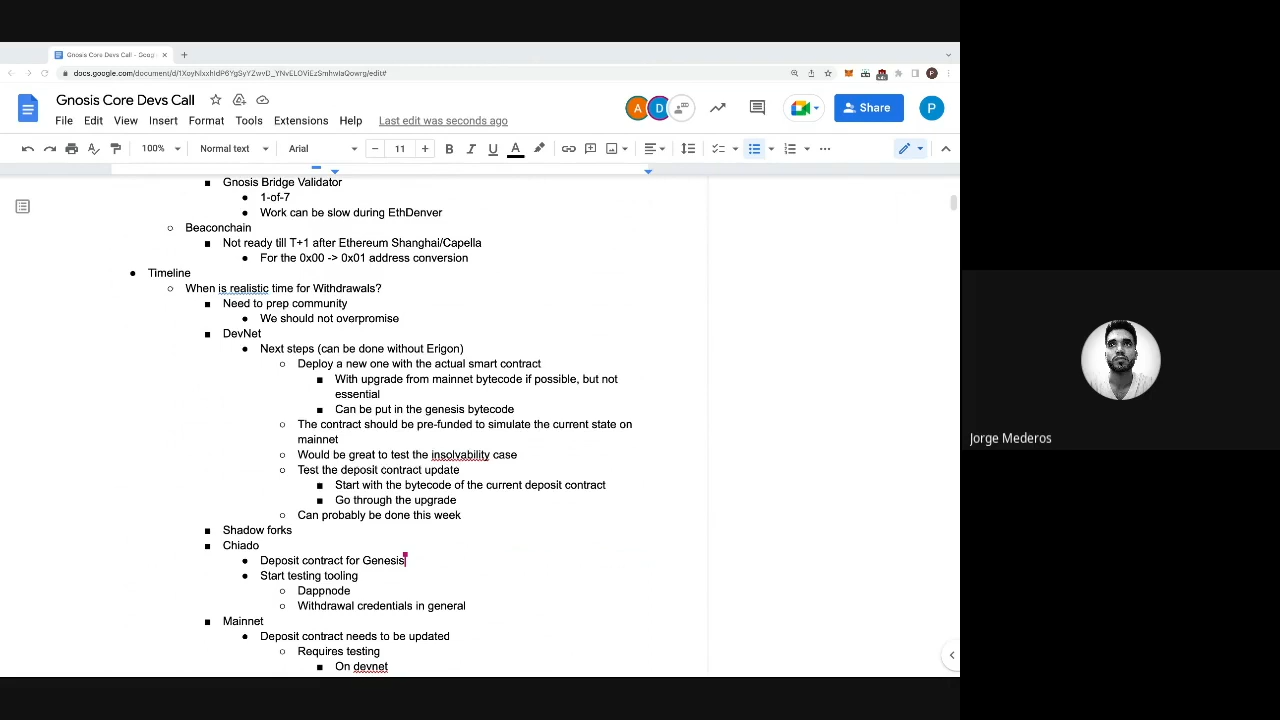 Gnosis Core Devs Call - Goog
Gnosis Core Devs Call
File Edit View Insert Format Tools Extensions Help Last edit was seconds ago
A D Share P
100% Normal text Arial 11 B I U A
Gnosis Bridge Validator
1-of-7
Work can be slow during EthDenver
Beaconchain
Not ready till T+1 after Ethereum Shanghai/Capella
For the 0x00 -> 0x01 address conversion
Timeline
When is realistic time for Withdrawals?
Need to prep community
We should not overpromise
DevNet
Next steps (can be done without Erigon)
Deploy a new one with the actual smart contract
With upgrade from mainnet bytecode if possible, but not
essential
Can be put in the genesis bytecode
The contract should be pre-funded to simulate the current state on
mainnet
Would be great to test the insolvability case
Test the deposit contract update
Start with the bytecode of the current deposit contract
Go through the upgrade
Can probably be done this week
Shadow forks
Chiado
Deposit contract for Genesis
Start testing tooling
Dappnode
Withdrawal credentials in general
Mainnet
Deposit contract needs to be updated
Requires testing
On devnet
Jorge Mederos